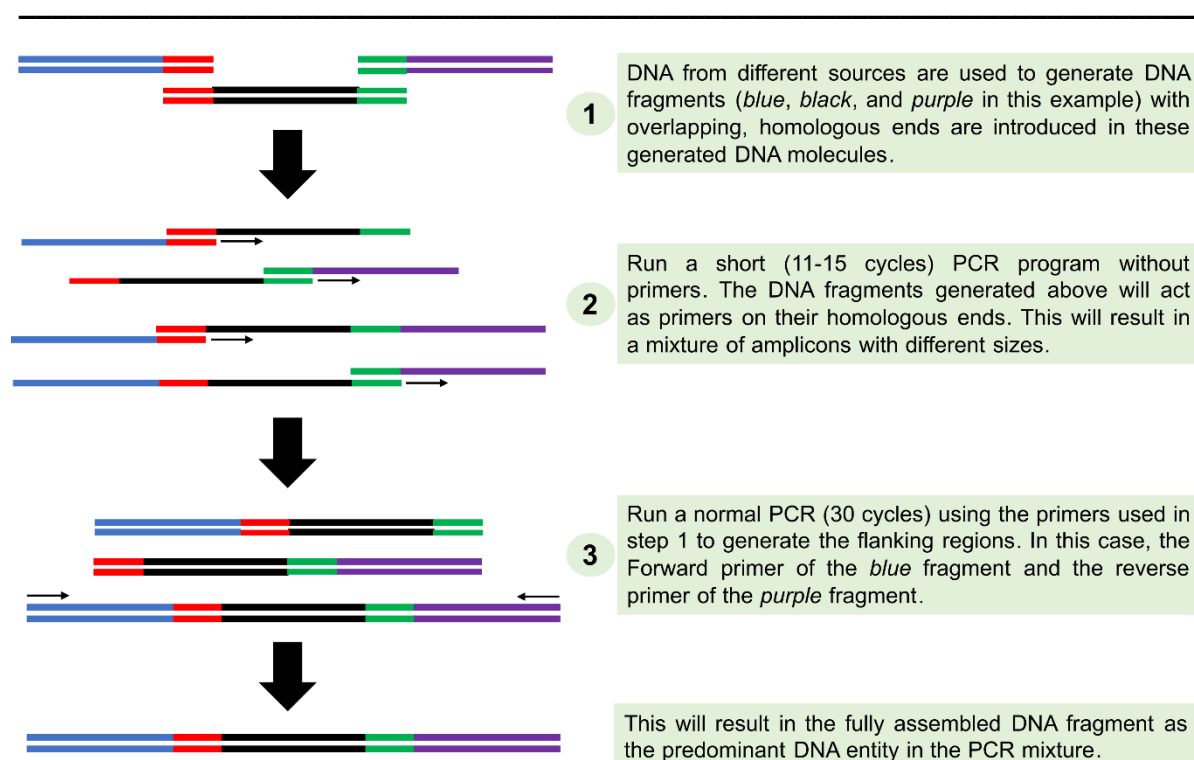 1
DNA from different sources are used to generate DNA
fragments (blue, black, and purple in this example) with
overlapping, homologous ends are introduced in these
generated DNA molecules.
2
Run a short (11-15 cycles) PCR program without
primers. The DNA fragments generated above will act
as primers on their homologous ends. This will result in
a mixture of amplicons with different sizes.
3
Run a normal PCR (30 cycles) using the primers used in
step 1 to generate the flanking regions. In this case, the
Forward primer of the blue fragment and the reverse
primer of the purple fragment.
This will result in the fully assembled DNA fragment as
the predominant DNA entity in the PCR mixture.